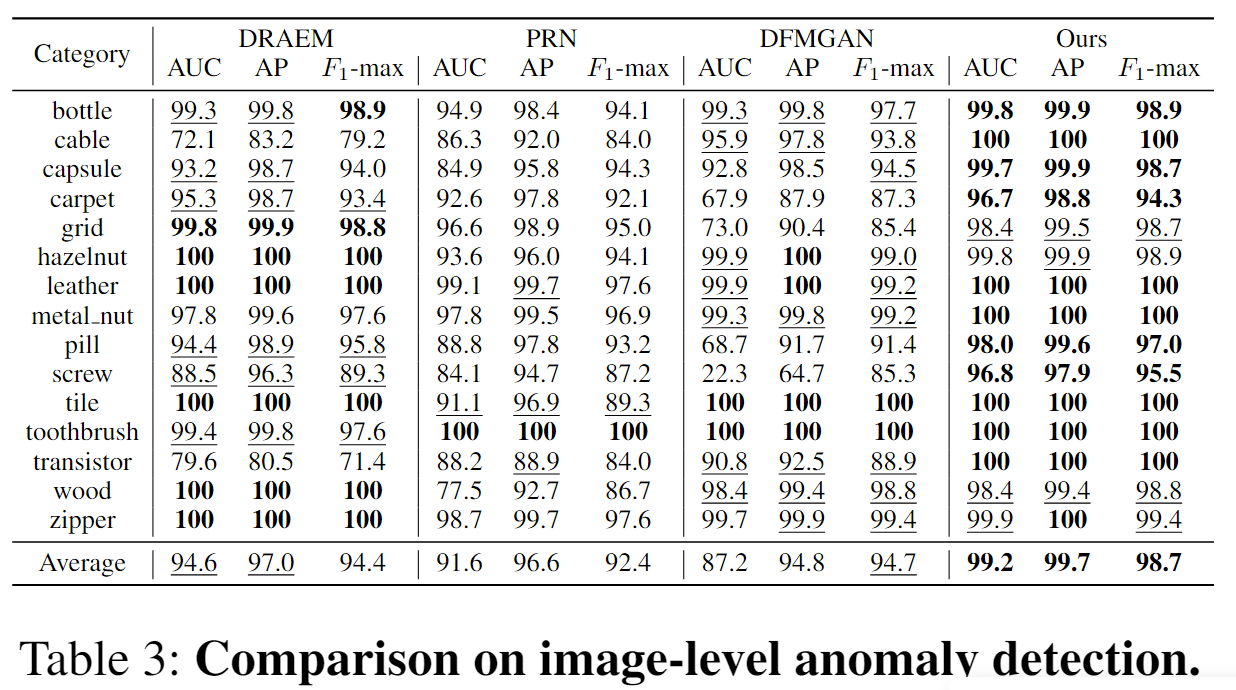 Category DRAEM PRN DFMGAN Ours
AUC AP F1-max AUC AP F1-max AUC AP F1-max AUC AP F1-max
bottle 99.3 99.8 98.9 94.9 98.4 94.1 99.3 99.8 97.7 99.8 99.9 98.9
cable 72.1 83.2 79.2 86.3 92.0 84.0 95.9 97.8 93.8 100 100 100
capsule 93.2 98.7 94.0 84.9 95.8 94.3 92.8 98.5 94.5 99.7 99.9 98.7
carpet 95.3 98.7 93.4 92.6 97.8 92.1 67.9 87.9 87.3 96.7 98.8 94.3
grid 99.8 99.9 98.8 96.6 98.9 95.0 73.0 90.4 85.4 98.4 99.5 98.7
hazelnut 100 100 100 93.6 96.0 94.1 99.9 100 99.0 99.8 99.9 98.9
leather 100 100 100 99.1 99.7 97.6 99.9 100 99.2 100 100 100
metal_nut 97.8 99.6 97.6 97.8 99.5 96.9 99.3 99.8 99.2 100 100 100
pill 94.4 98.9 95.8 88.8 97.8 93.2 68.7 91.7 91.4 98.0 99.6 97.0
screw 88.5 96.3 89.3 84.1 94.7 87.2 22.3 64.7 85.3 96.8 97.9 95.5
tile 100 100 100 91.1 96.9 89.3 100 100 100 100 100 100
toothbrush 99.4 99.8 97.6 100 100 100 100 100 100 100 100 100
transistor 79.6 80.5 71.4 88.2 88.9 84.0 90.8 92.5 88.9 100 100 100
wood 100 100 100 77.5 92.7 86.7 98.4 99.4 98.8 98.4 99.4 98.8
zipper 100 100 100 98.7 99.7 97.6 99.7 99.9 99.4 99.9 100 99.4
Average 94.6 97.0 94.4 91.6 96.6 92.4 87.2 94.8 94.7 99.2 99.7 98.7
Table 3: Comparison on image-level anomaly detection.